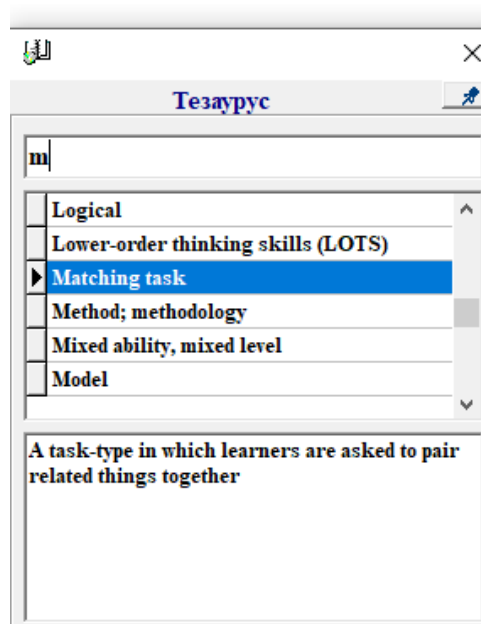 Тезаурус
m
Logical
Lower-order thinking skills (LOTS)
Matching task
Method; methodology
Mixed ability, mixed level
Model
A task-type in which learners are asked to pair
related things together